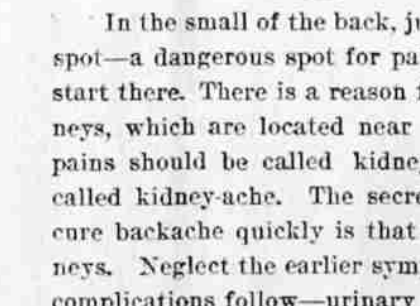 In the small of the back, ju
spot—a dangerous spot for pa
start there. There is a reason
neys, which are located near
pains should be called kidne
called kidney-ache. The secre
cure backache quickly is that
neys. Neglect the earlier sym
complications follow—urinary